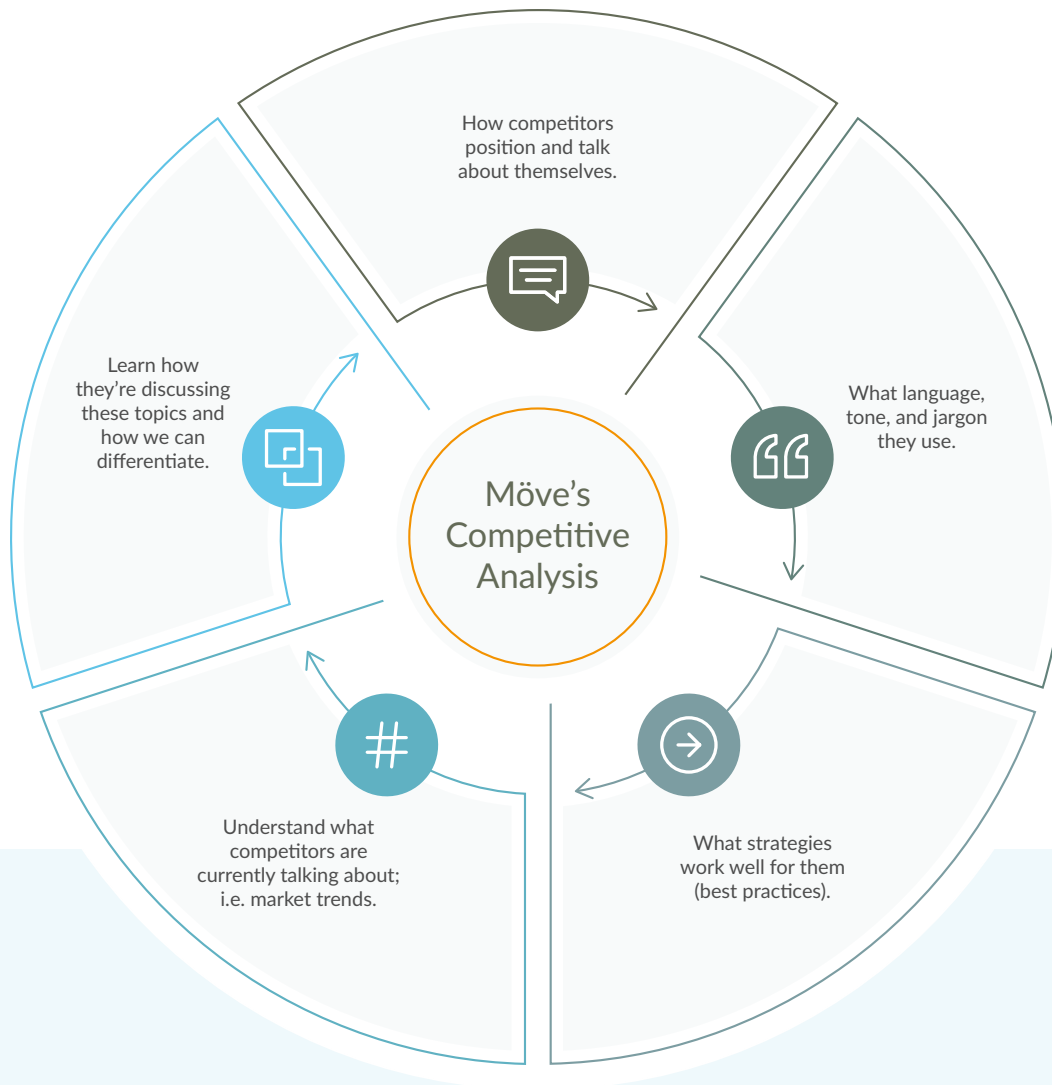 How competitors
position and talk
about themselves.
What language,
tone, and jargon
they use.
What strategies
work well for them
(best practices).
Understand what
competitors are
currently talking about;
i.e. market trends.
Learn how
they’re discussing
these topics and
how we can
differentiate.
Möve’s
Competitive
Analysis